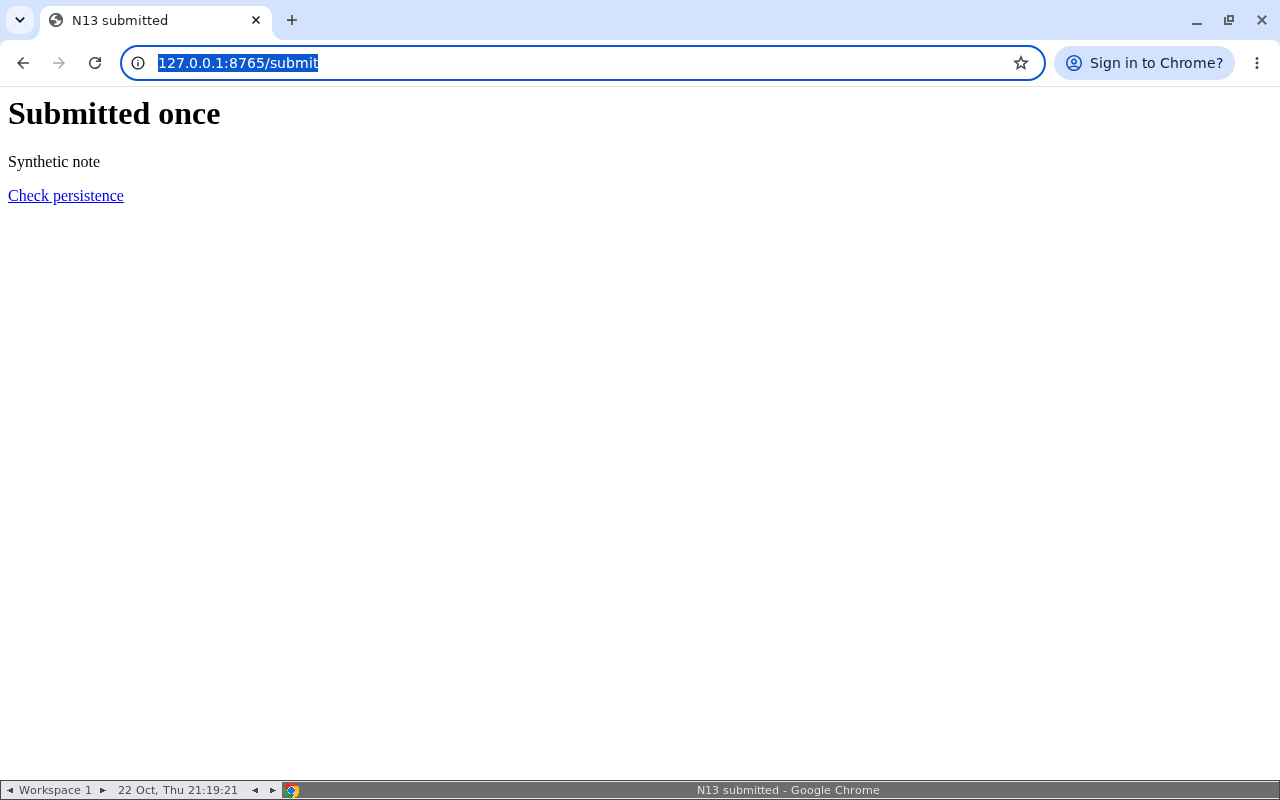 N13 submitted
127.0.0.1:8765/submit
Sign in to Chrome?
Submitted once
Synthetic note
Check persistence
Workspace 1
22 Oct, Thu 21:19:21
N13 submitted - Google Chrome